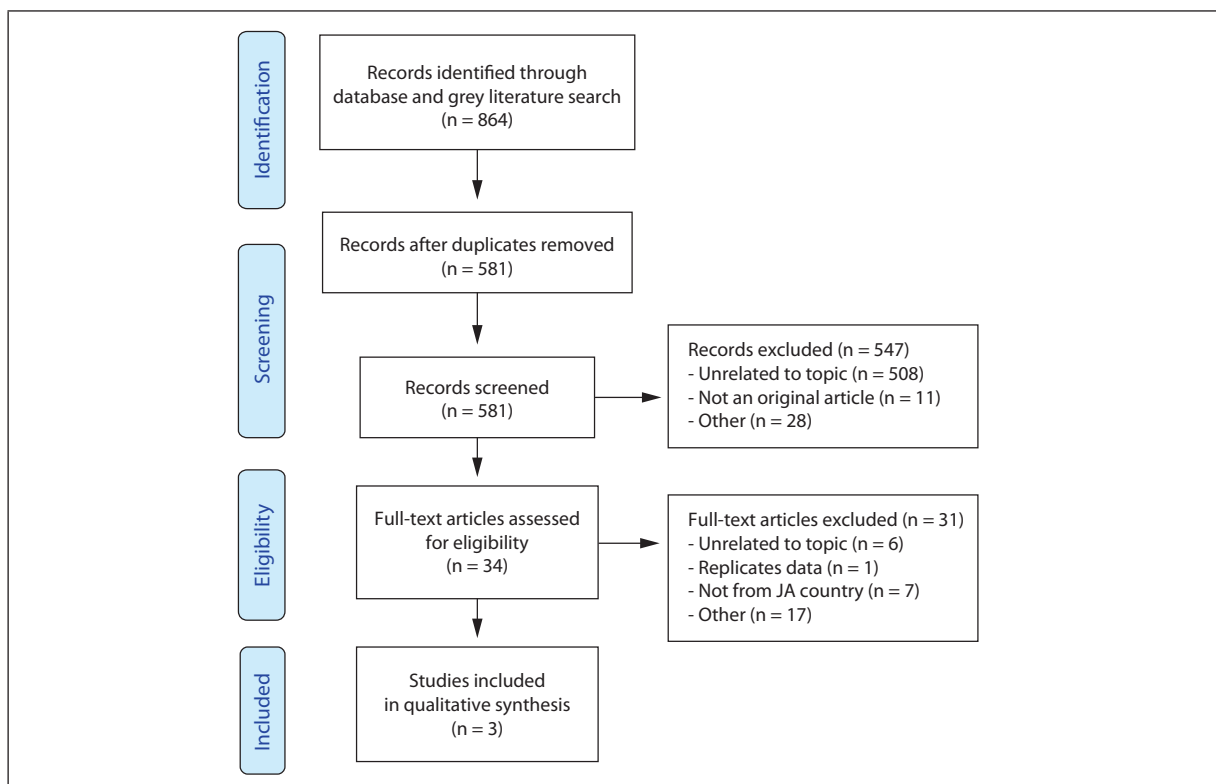 Identification
Records identified through
database and grey literature search
(n = 864)
Records after duplicates removed
(n = 581)
Screening
Records screened
(n = 581)
Records excluded (n = 547)
- Unrelated to topic (n = 508)
- Not an original article (n = 11)
- Other (n = 28)
Eligibility
Full-text articles assessed
for eligibility
(n = 34)
Full-text articles excluded (n = 31)
- Unrelated to topic (n = 6)
- Replicates data (n = 1)
- Not from JA country (n = 7)
- Other (n = 17)
Included
Studies included
in qualitative synthesis
(n = 3)